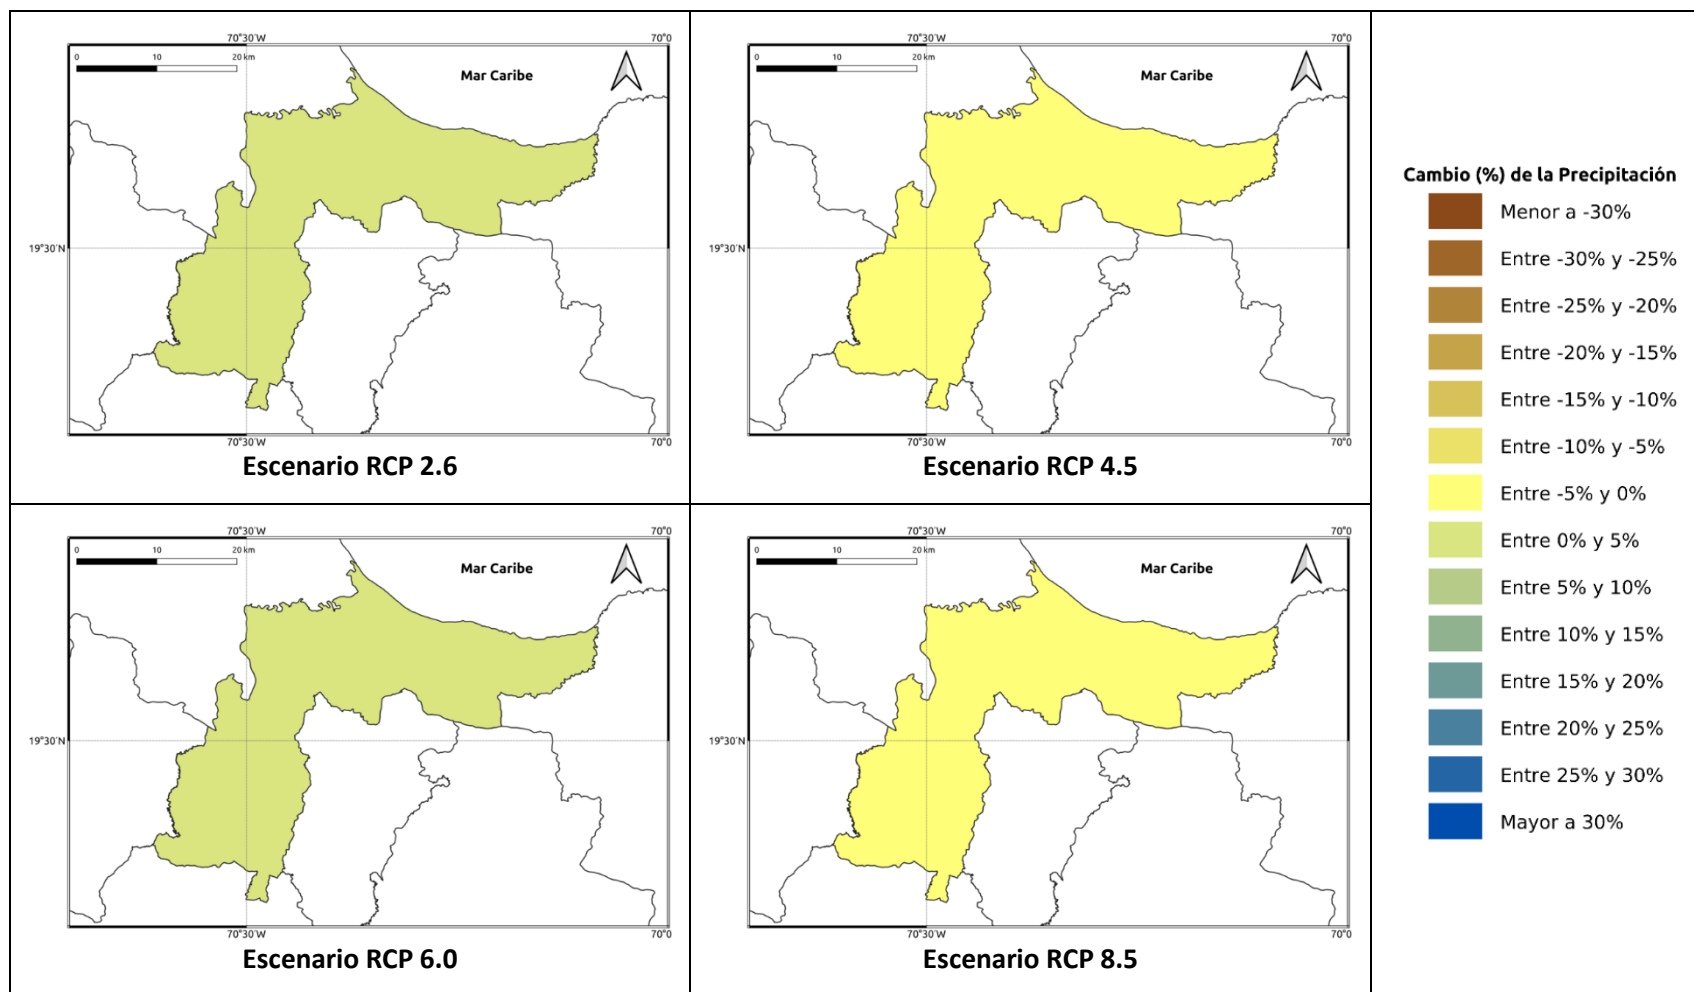 70°30'W
70°0
0
10
20 km
Mar Caribe
19°30'N
70°30'W
70°0
Escenario RCP 2.6
70°30'W
70°0
0
10
20 km
Mar Caribe
19°30'N
70°30'W
70°0
Escenario RCP 4.5
70°30'W
70°0
0
10
20 km
Mar Caribe
19°30'N
70°30'W
70°0
Escenario RCP 6.0
70°30'W
70°0
0
10
20 km
Mar Caribe
19°30'N
70°30'W
70°0
Escenario RCP 8.5
Cambio (%) de la Precipitación
Menor a -30%
Entre -30% y -25%
Entre -25% y -20%
Entre -20% y -15%
Entre -15% y -10%
Entre -10% y -5%
Entre -5% y 0%
Entre 0% y 5%
Entre 5% y 10%
Entre 10% y 15%
Entre 15% y 20%
Entre 20% y 25%
Entre 25% y 30%
Mayor a 30%